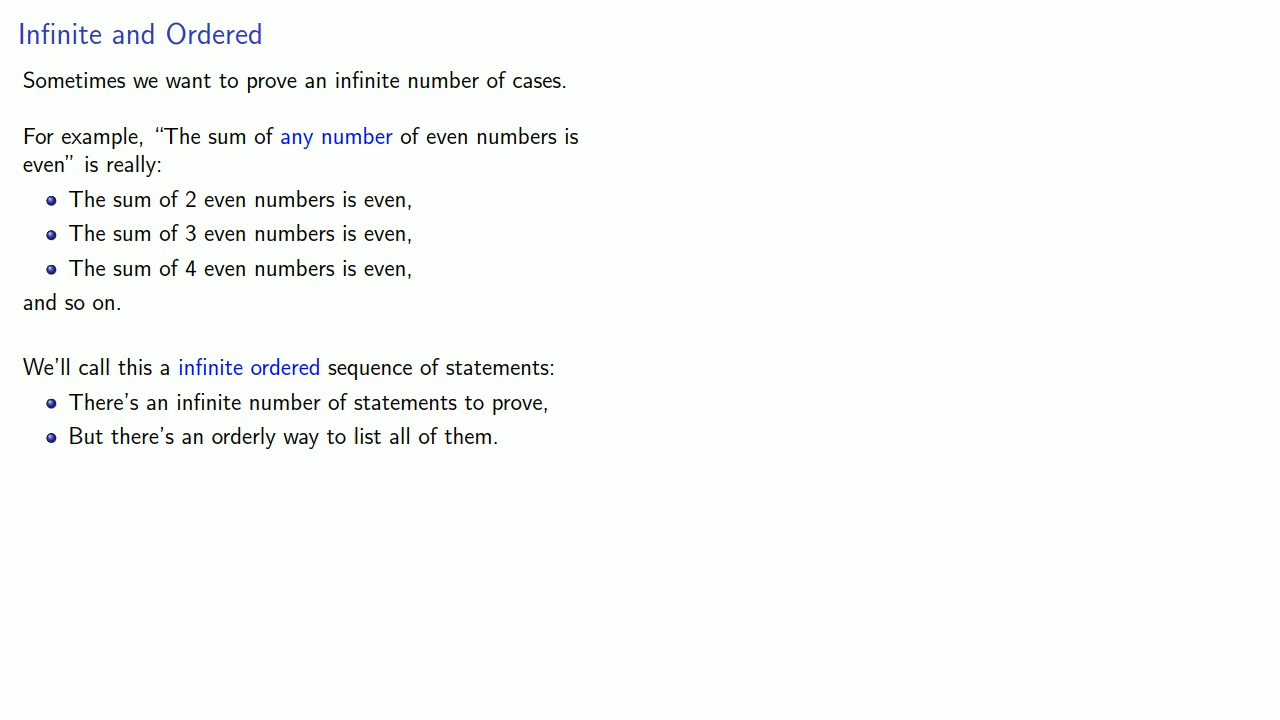 Infinite and Ordered
Sometimes we want to prove an infinite number of cases.
For example, “The sum of any number of even numbers is
even” is really:
The sum of 2 even numbers is even,
The sum of 3 even numbers is even,
The sum of 4 even numbers is even,
and so on.
We’ll call this a infinite ordered sequence of statements:
There’s an infinite number of statements to prove,
But there’s an orderly way to list all of them.